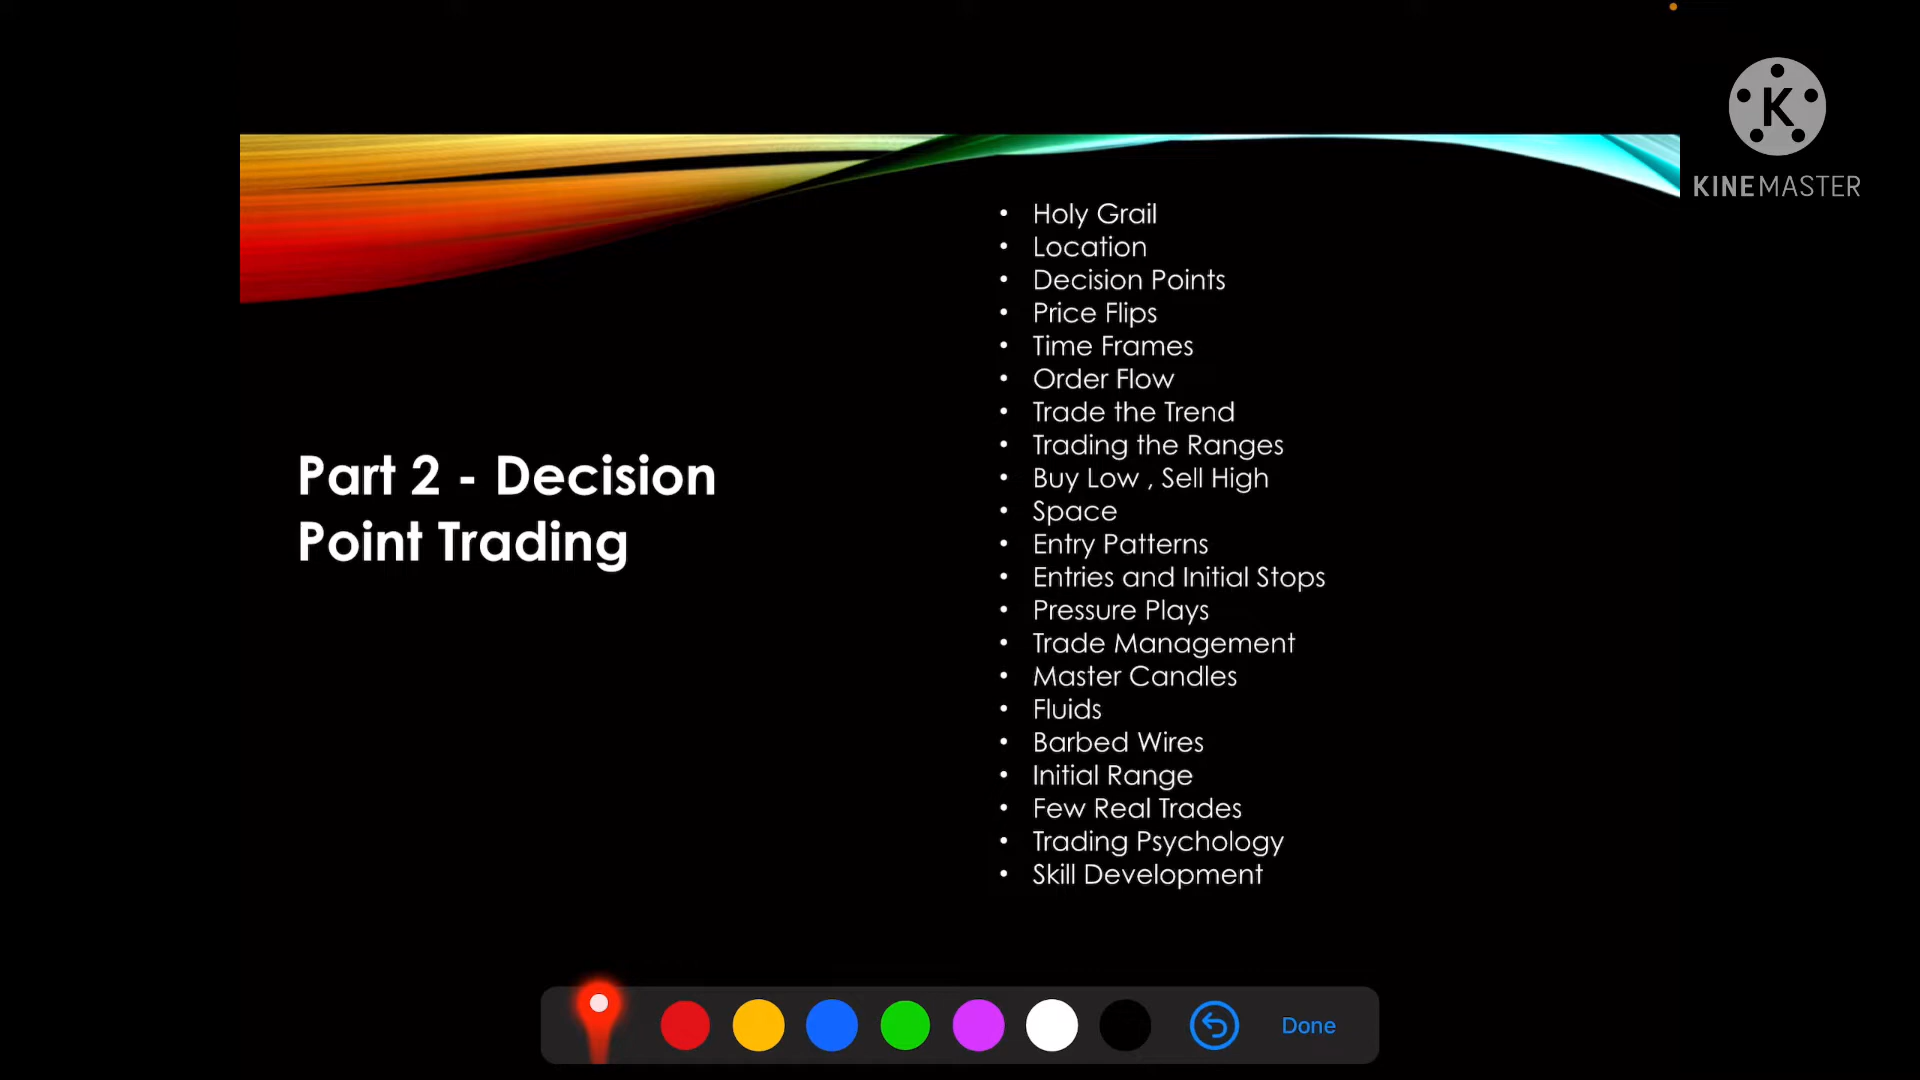 K
KINEMASTER
Part 2 - Decision
Point Trading
• Holy Grail
• Location
• Decision Points
• Price Flips
• Time Frames
• Order Flow
• Trade the Trend
• Trading the Ranges
• Buy Low , Sell High
• Space
• Entry Patterns
• Entries and Initial Stops
• Pressure Plays
• Trade Management
• Master Candles
• Fluids
• Barbed Wires
• Initial Range
• Few Real Trades
• Trading Psychology
• Skill Development
Done